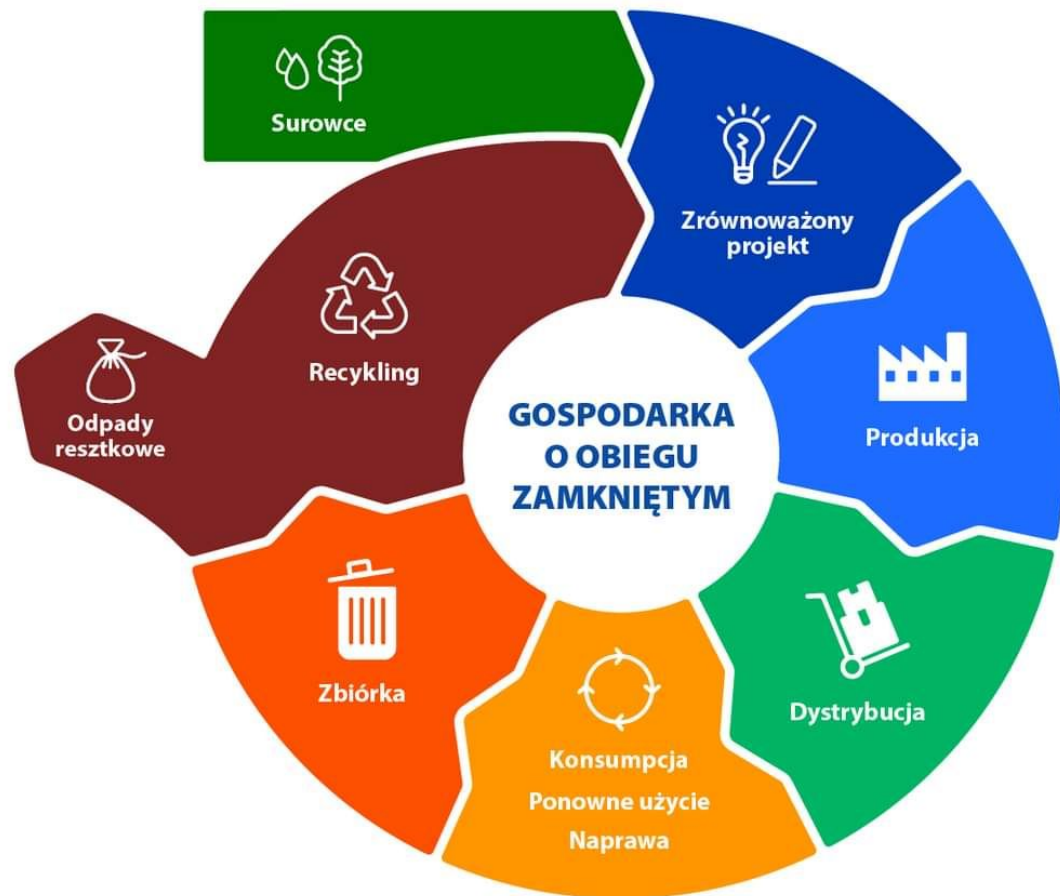 Surowce
Zrównoważony
projekt
Produkcja
Dystrybucja
Konsumpcja
Ponowne użycie
Naprawa
Zbiórka
Recykling
Odpady
resztkowe
GOSPODARKA
O OBIEGU
ZAMKNIĘTYM